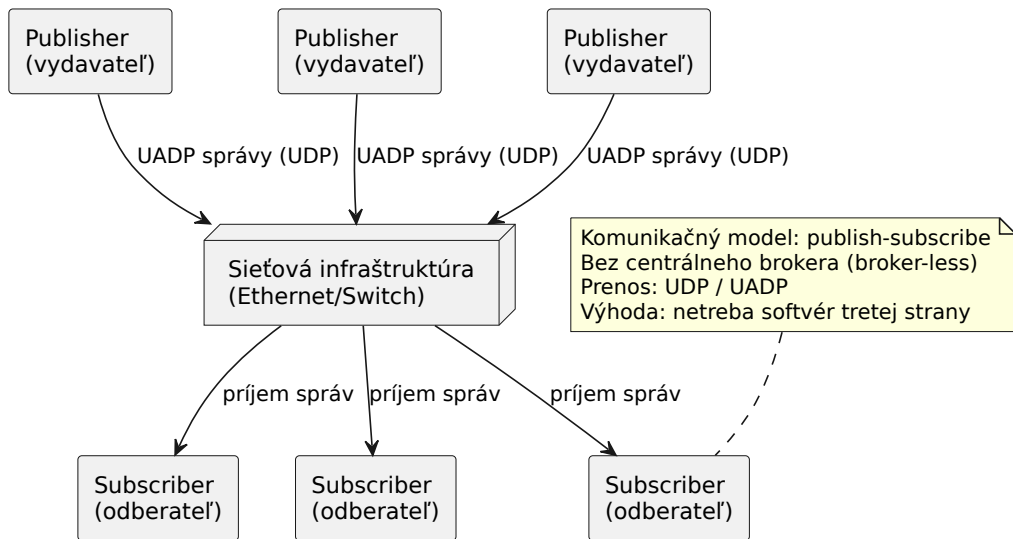 Publisher
(vydavateľ)
Publisher
(vydavateľ)
Publisher
(vydavateľ)
UADP správy (UDP)
UADP správy (UDP)
UADP správy (UDP)
Sieťová infraštruktúra
(Ethernet/Switch)
Komunikačný model: publish-subscribe
Bez centrálneho brokera (broker-less)
Prenos: UDP / UADP
Výhoda: netreba softvér tretej strany
príjem správ
príjem správ
príjem správ
Subscriber
(odberateľ)
Subscriber
(odberateľ)
Subscriber
(odberateľ)